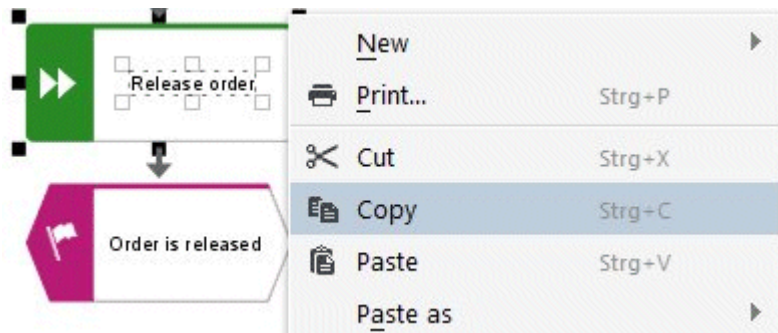 Release order
Order is released
New
Print... Strg+P
Cut Strg+X
Copy Strg+C
Paste Strg+V
Paste as